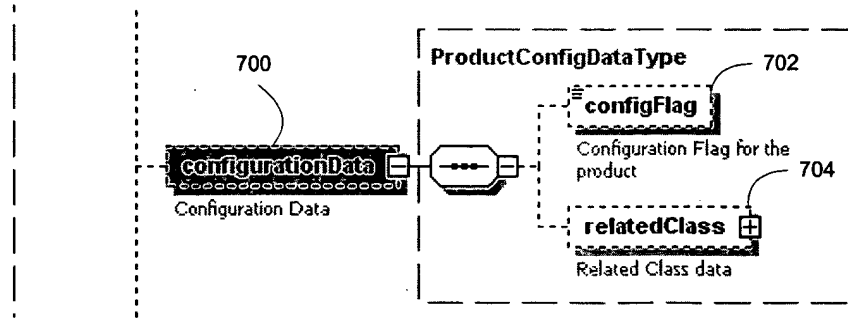 ProductConfigDataType
700
702
configFlag
configurationData
Configuration Flag for the
product
Configuration Data
704
relatedClass
Related Class data